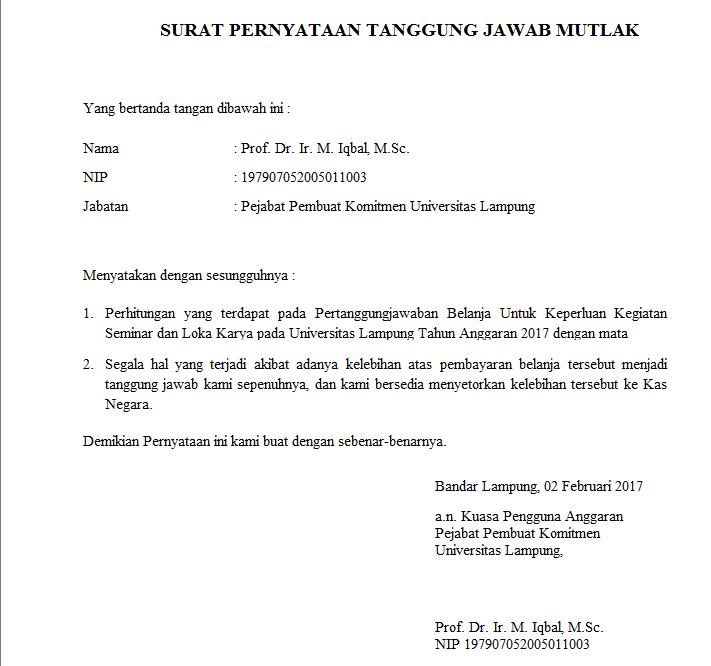 SURAT PERNYATAAN TANGGUNG JAWAB MUTLAK
Yang bertanda tangan dibawah ini :
Nama : Prof. Dr. Ir. M. Iqbal, M.Sc.
NIP : 197907052005011003
Jabatan : Pejabat Pembuat Komitmen Universitas Lampung
Menyatakan dengan sesungguhnya :
1. Perhitungan yang terdapat pada Pertanggungjawaban Belanja Untuk Keperluan Kegiatan
Seminar dan Loka Karya pada Universitas Lampung Tahun Anggaran 2017 dengan mata
2. Segala hal yang terjadi akibat adanya kelebihan atas pembayaran belanja tersebut menjadi
tanggung jawab kami sepenuhnya, dan kami bersedia menyetorkan kelebihan tersebut ke Kas
Negara.
Demikian Pernyataan ini kami buat dengan sebenar-benarnya.
Bandar Lampung, 02 Februari 2017
a.n. Kuasa Pengguna Anggaran
Pejabat Pembuat Komitmen
Universitas Lampung,
Prof. Dr. Ir. M. Iqbal, M.Sc.
NIP 197907052005011003